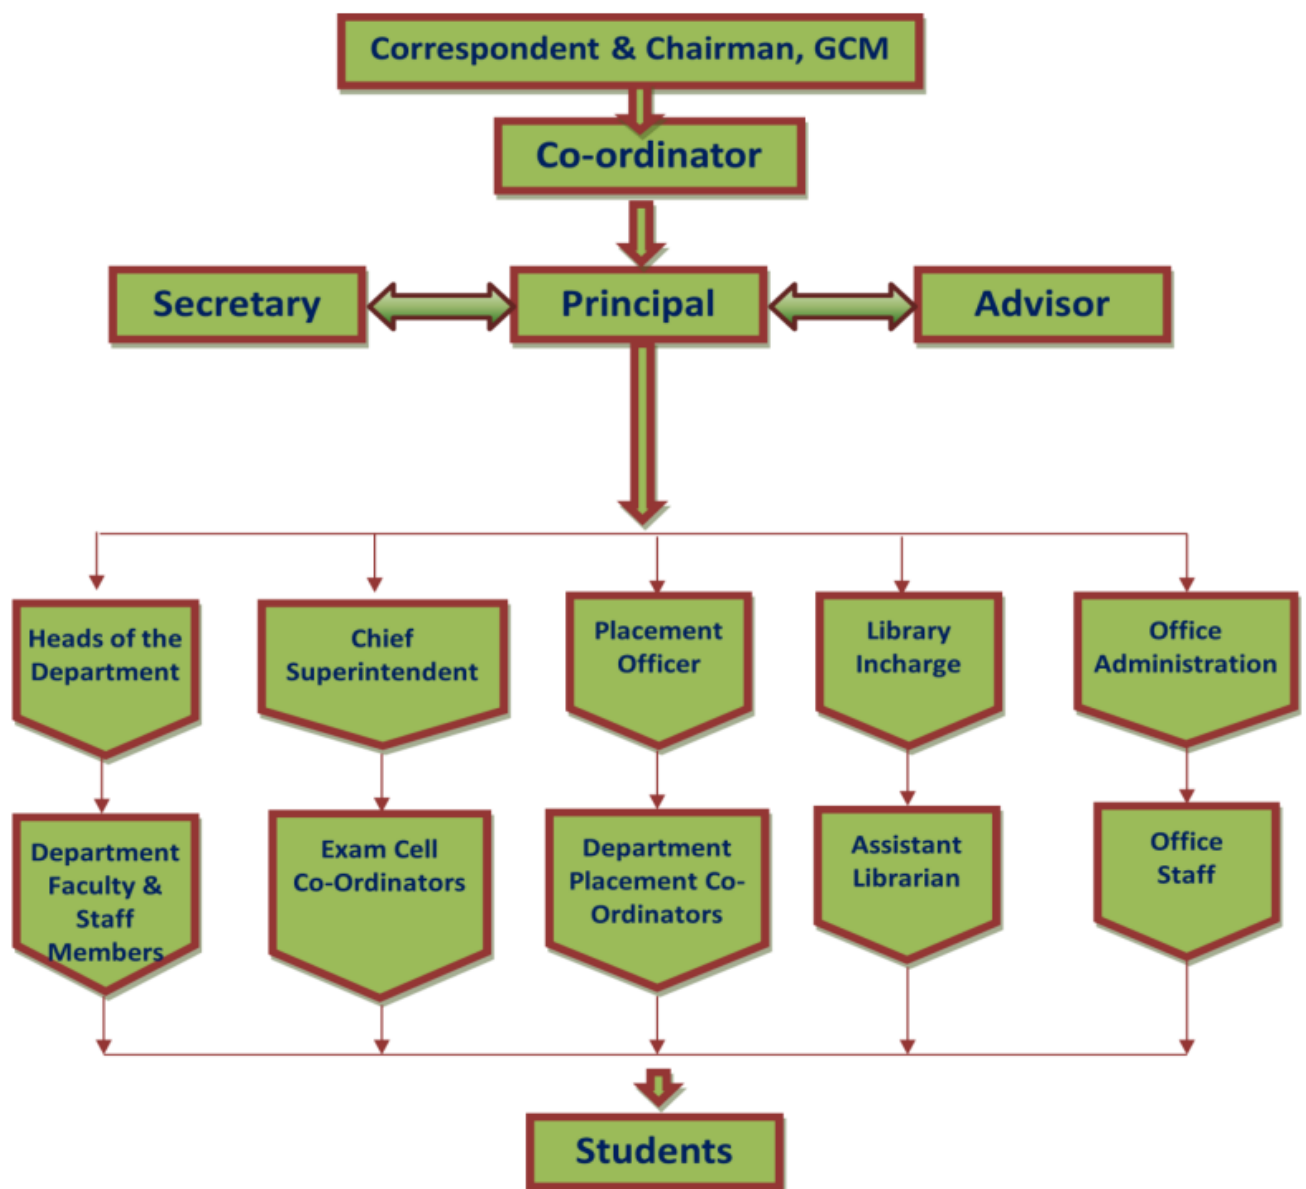 Correspondent & Chairman, GCM
Co-ordinator
Secretary
Principal
Advisor
Heads of the
Department
Chief
Superintendent
Placement
Officer
Library
Incharge
Office
Administration
Department
Faculty &
Staff
Members
Exam Cell
Co-Ordinators
Department
Placement Co-
Ordinators
Assistant
Librarian
Office
Staff
Students